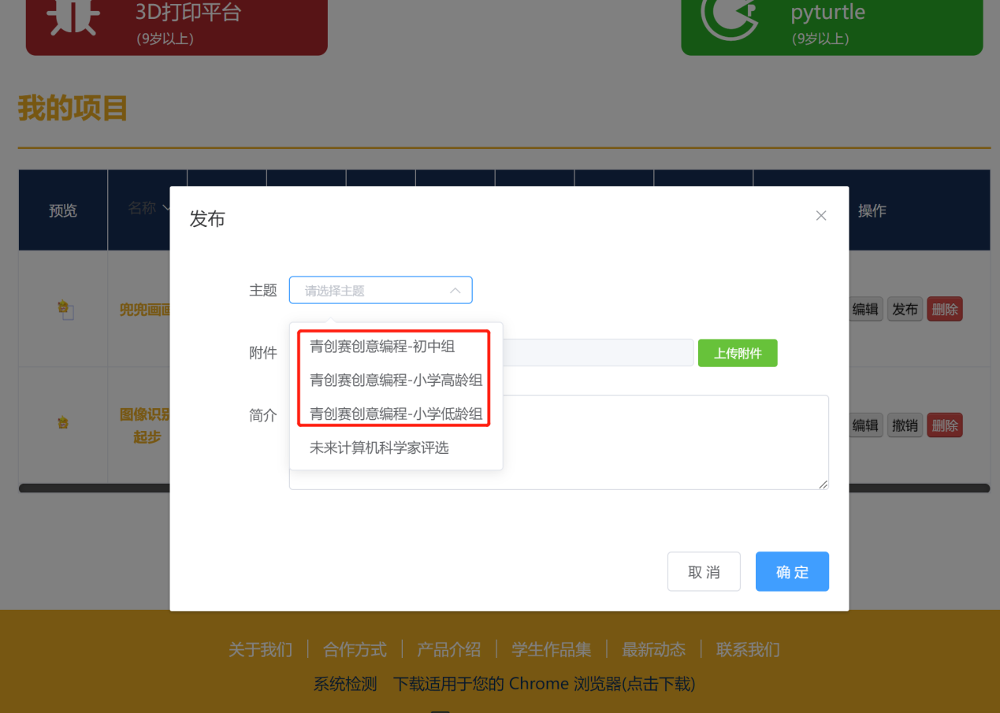 3D打印平台
(9岁以上)
pyturtle
(9岁以上)
我的项目
预览
名称
操作
发布
主题
请选择主题
青创赛创意编程-初中组
青创赛创意编程-小学高龄组
青创赛创意编程-小学低龄组
未来计算机科学家评选
附件
上传附件
简介
兜兜画画
编辑
发布
删除
图像识别
起步
编辑
撤销
删除
取 消
确 定
关于我们
合作方式
产品介绍
学生作品集
最新动态
联系我们
系统检测 下载适用于您的 Chrome 浏览器(点击下载)